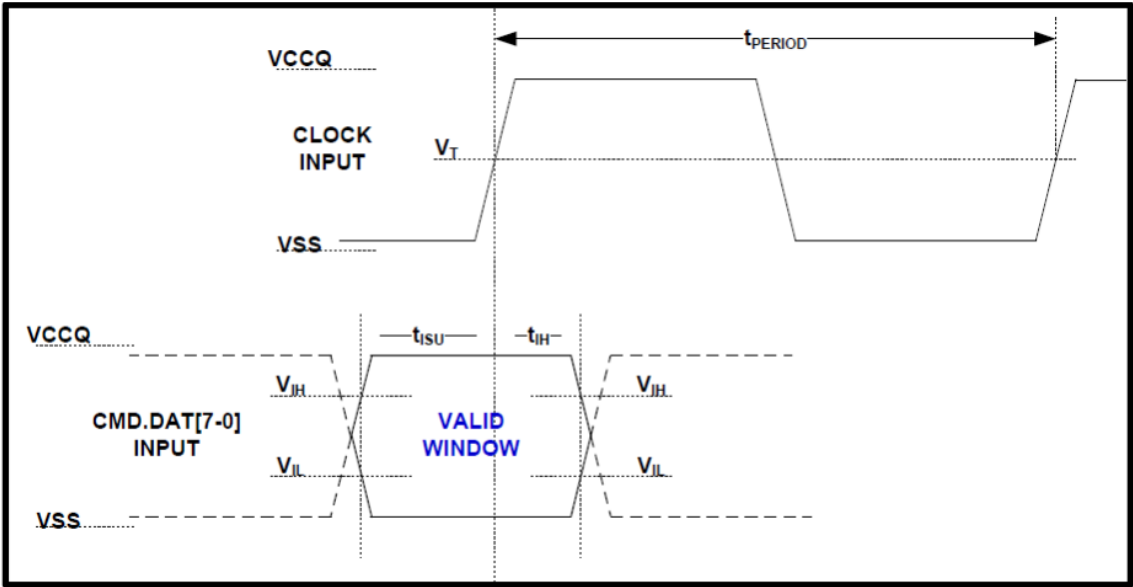 tPERIOD
VCCQ
CLOCK
INPUT
VT
VSS
VCCQ
tISU
tIH
VIH
VIH
CMD.DAT[7-0]
INPUT
VALID
WINDOW
VIL
VIL
VSS